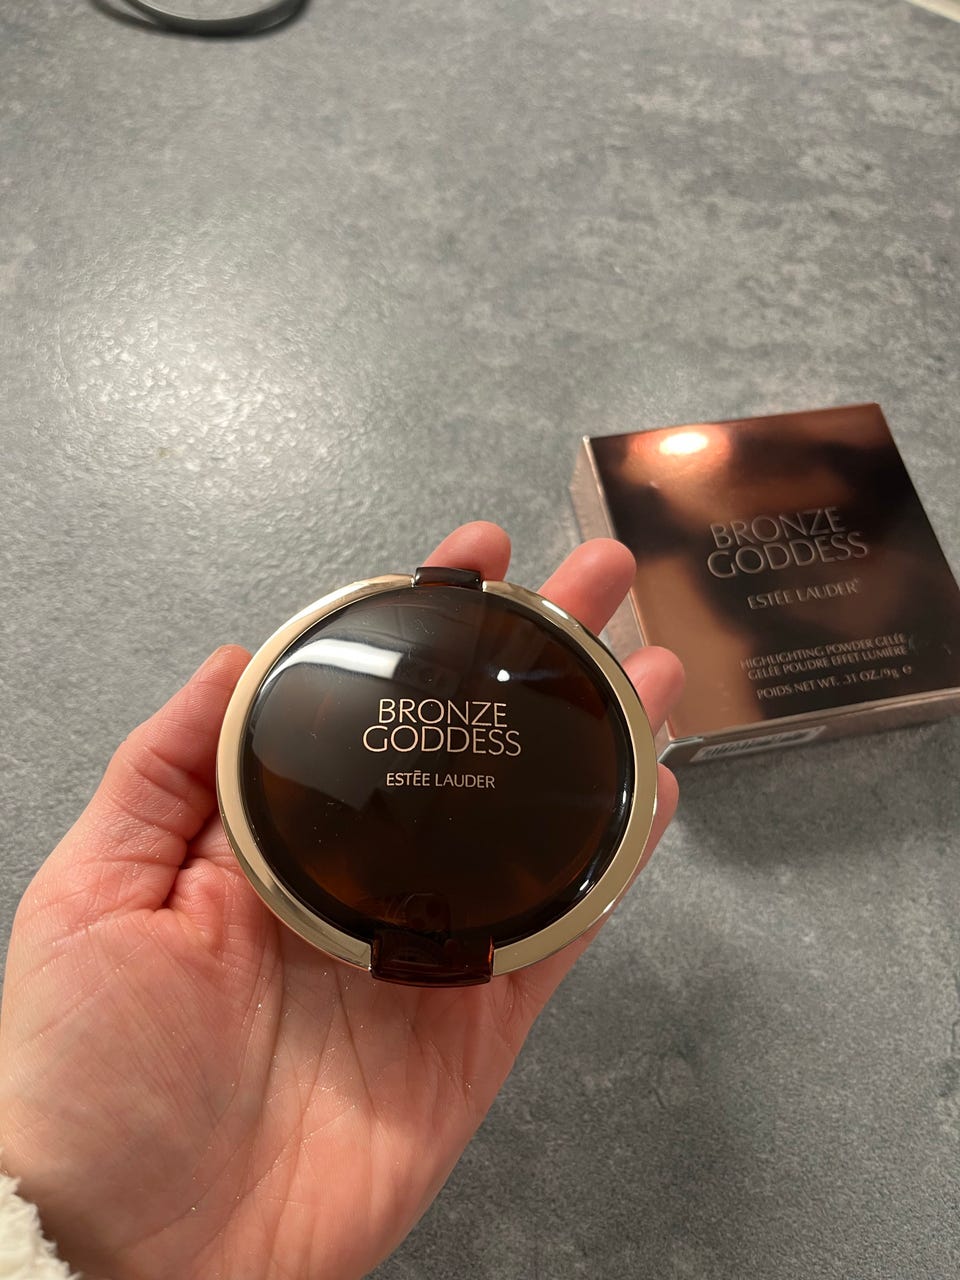 BRONZE
GODDESS
ESTĒE LAUDER
BRONZE
GODDESS
ESTĒE LAUDER
HIGHLIGHTING POWDER GELÉE
GELÉE POUDRE EFFET LUMIÈRE
POIDS NET WT. .31 OZ./9g ℮